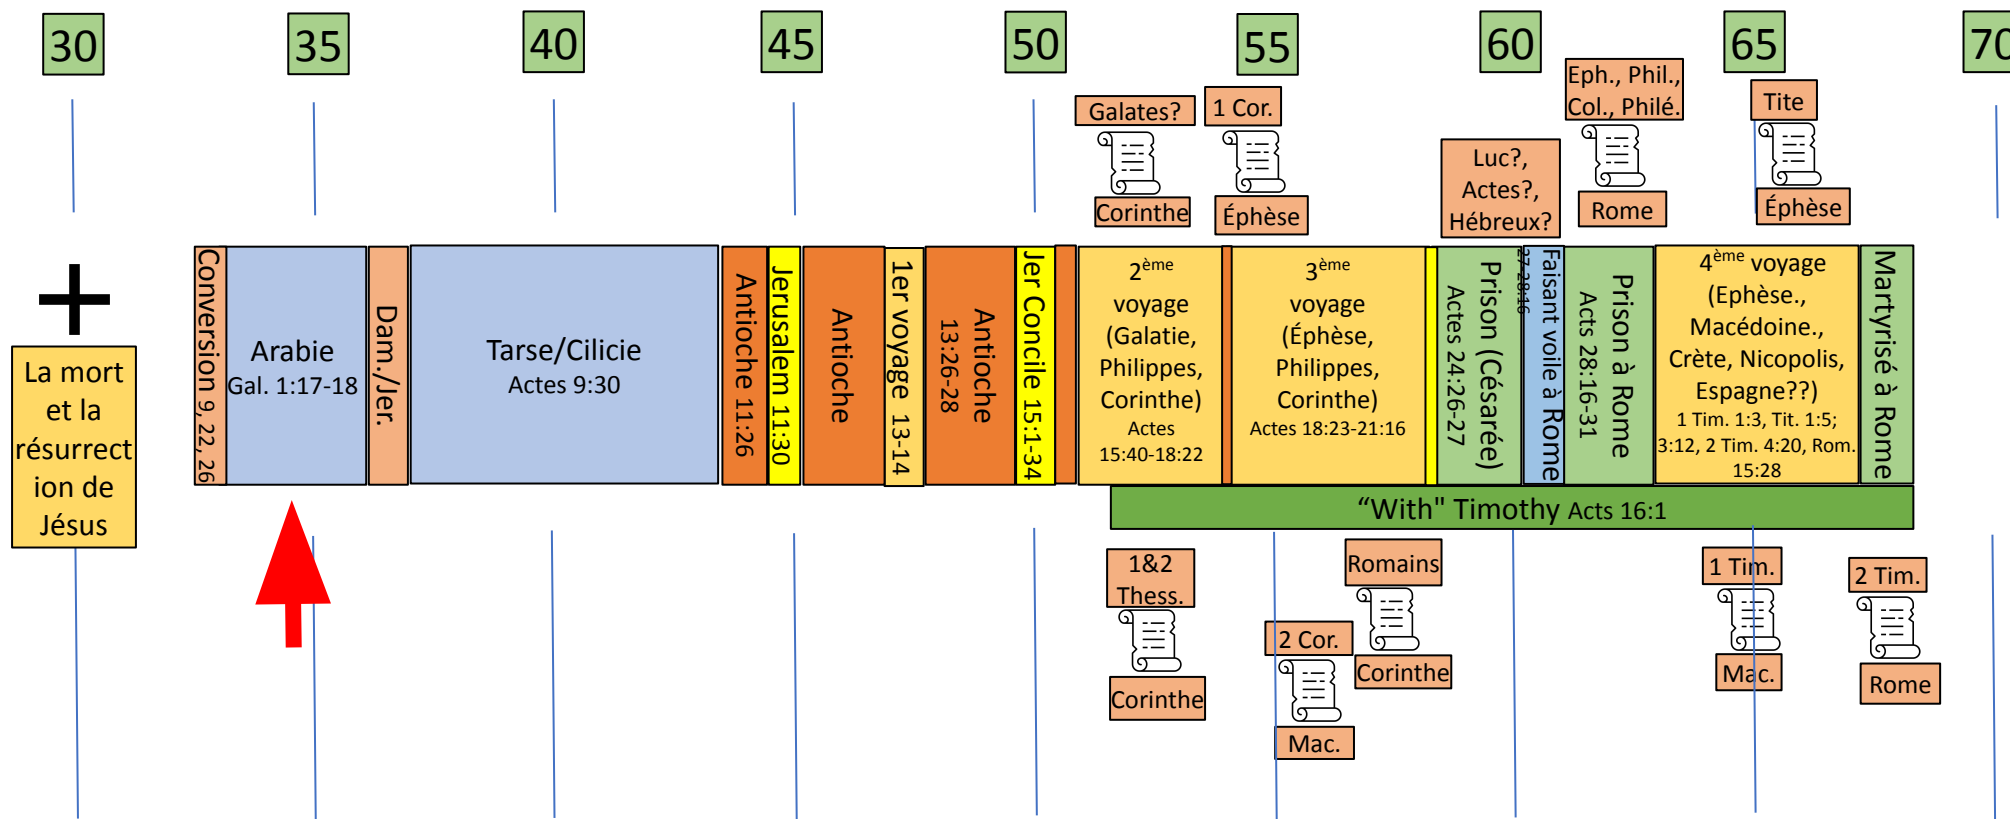 30
35
40
45
50
55
60
65
70
Galates?
Corinthe
1 Cor.
Éphèse
Luc?,
Actes?,
Hébreux?
Eph., Phil.,
Col., Philé.
Rome
Tite
Éphèse
La mort
et la
résurrect
ion de
Jésus
Conversion 9, 22, 26
Arabie
Gal. 1:17-18
Dam./Jer.
Tarse/Cilicie
Actes 9:30
Antioche 11:26
Jerusalem 11:30
Antioche
1er voyage 13-14
Antioche
13:26-28
Jer Concile 15:1-34
2ème
voyage
(Galatie,
Philippes,
Corinthe)
Actes
15:40-18:22
3ème
voyage
(Éphèse,
Philippes,
Corinthe)
Actes 18:23-21:16
Prison (Césarée)
Actes 24:26-27
Faisant voile à Rome
27-28:16
Prison à Rome
Acts 28:16-31
4ème voyage
(Ephèse.,
Macédoine.,
Crète, Nicopolis,
Espagne??)
1 Tim. 1:3, Tit. 1:5;
3:12, 2 Tim. 4:20, Rom.
15:28
Martyrisé à Rome
“With" Timothy Acts 16:1
1&2
Thess.
Corinthe
2 Cor.
Mac.
Romains
Corinthe
1 Tim.
Mac.
2 Tim.
Rome